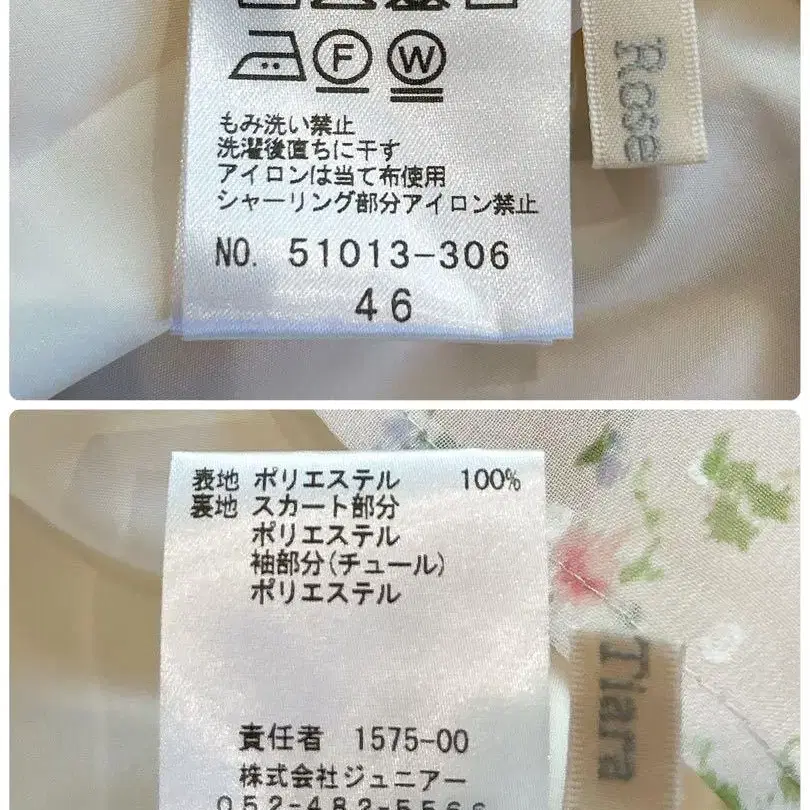 F
W
Rose
もみ洗い禁止
洗濯後直ちに干す
アイロンは当て布使用
シャーリング部分アイロン禁止
NO. 51013-306
46
表地 ポリエステル 100%
裏地 スカート部分
ポリエステル
袖部分(チュール)
ポリエステル
Tiara
責任者 1575-00
株式会社ジュニアー
052-482-5566